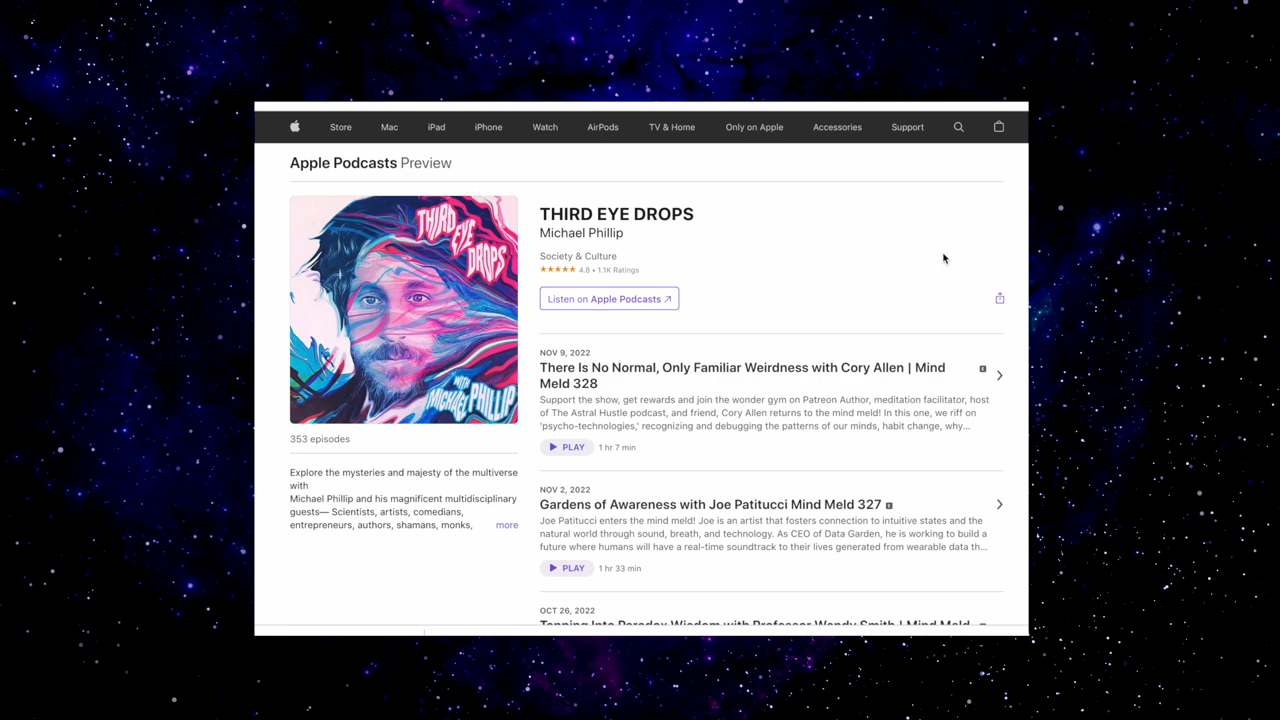 Store Mac iPad iPhone Watch AirPods TV & Home Only on Apple Accessories Support
Apple Podcasts Preview
THIRD
EYE
DROPS
WITH
MICHAEL PHILLIP
353 episodes
Explore the mysteries and majesty of the multiverse
with
Michael Phillip and his magnificent multidisciplinary
guests— Scientists, artists, comedians,
entrepreneurs, authors, shamans, monks, more
THIRD EYE DROPS
Michael Phillip
Society & Culture
★★★★★ 4.8 • 1.1K Ratings
Listen on Apple Podcasts ↗
NOV 9, 2022
There Is No Normal, Only Familiar Weirdness with Cory Allen | Mind E
Meld 328
Support the show, get rewards and join the wonder gym on Patreon Author, meditation facilitator, host
of The Astral Hustle podcast, and friend, Cory Allen returns to the mind meld! In this one, we riff on
'psycho-technologies,' recognizing and debugging the patterns of our minds, habit change, why...
PLAY 1 hr 7 min
NOV 2, 2022
Gardens of Awareness with Joe Patitucci Mind Meld 327 E
Joe Patitucci enters the mind meld! Joe is an artist that fosters connection to intuitive states and the
natural world through sound, breath, and technology. As CEO of Data Garden, he is working to build a
future where humans will have a real-time soundtrack to their lives generated from wearable data th...
PLAY 1 hr 33 min
OCT 26, 2022
Tapping Into Paradox Wisdom with Professor Wendy Smith | Mind Meld